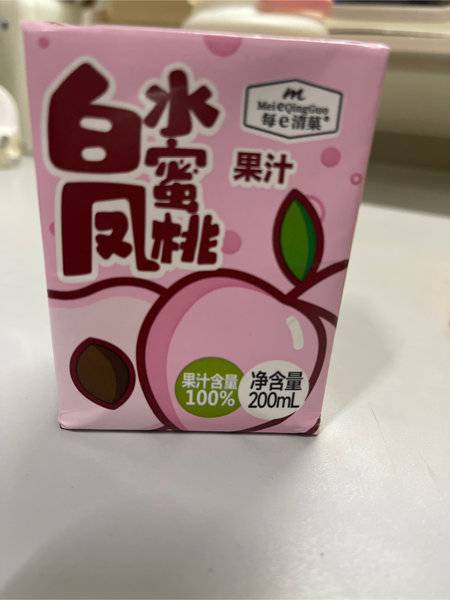 白凤
水蜜桃
果汁
m
MeieQingGuo
每e清菓®
果汁含量
100%
净含量
200mL